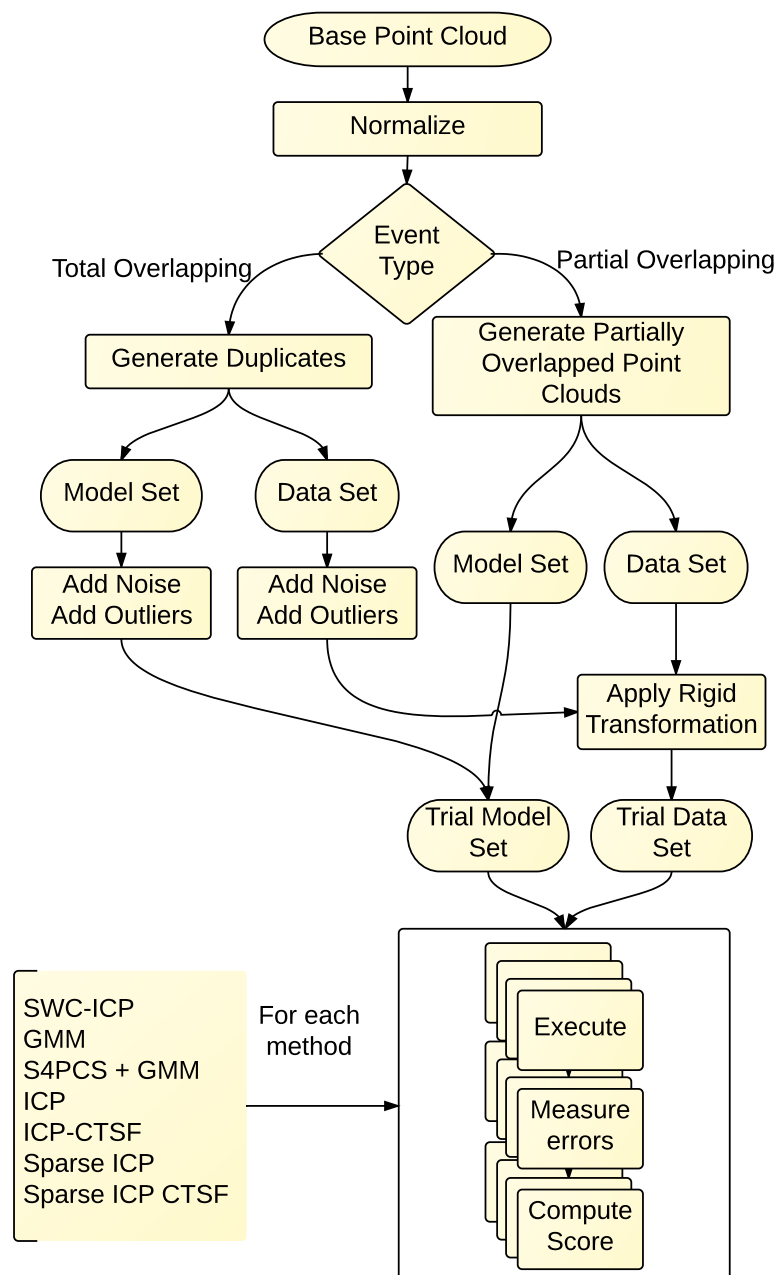 Base Point Cloud
Normalize
Event
Type
Total Overlapping
Partial Overlapping
Generate Duplicates
Generate Partially
Overlapped Point
Clouds
Model Set
Data Set
Model Set
Data Set
Add Noise
Add Outliers
Add Noise
Add Outliers
Apply Rigid
Transformation
Trial Model
Set
Trial Data
Set
SWC-ICP
GMM
S4PCS + GMM
ICP
ICP-CTSF
Sparse ICP
Sparse ICP CTSF
For each
method
Execute
Measure
errors
Compute
Score